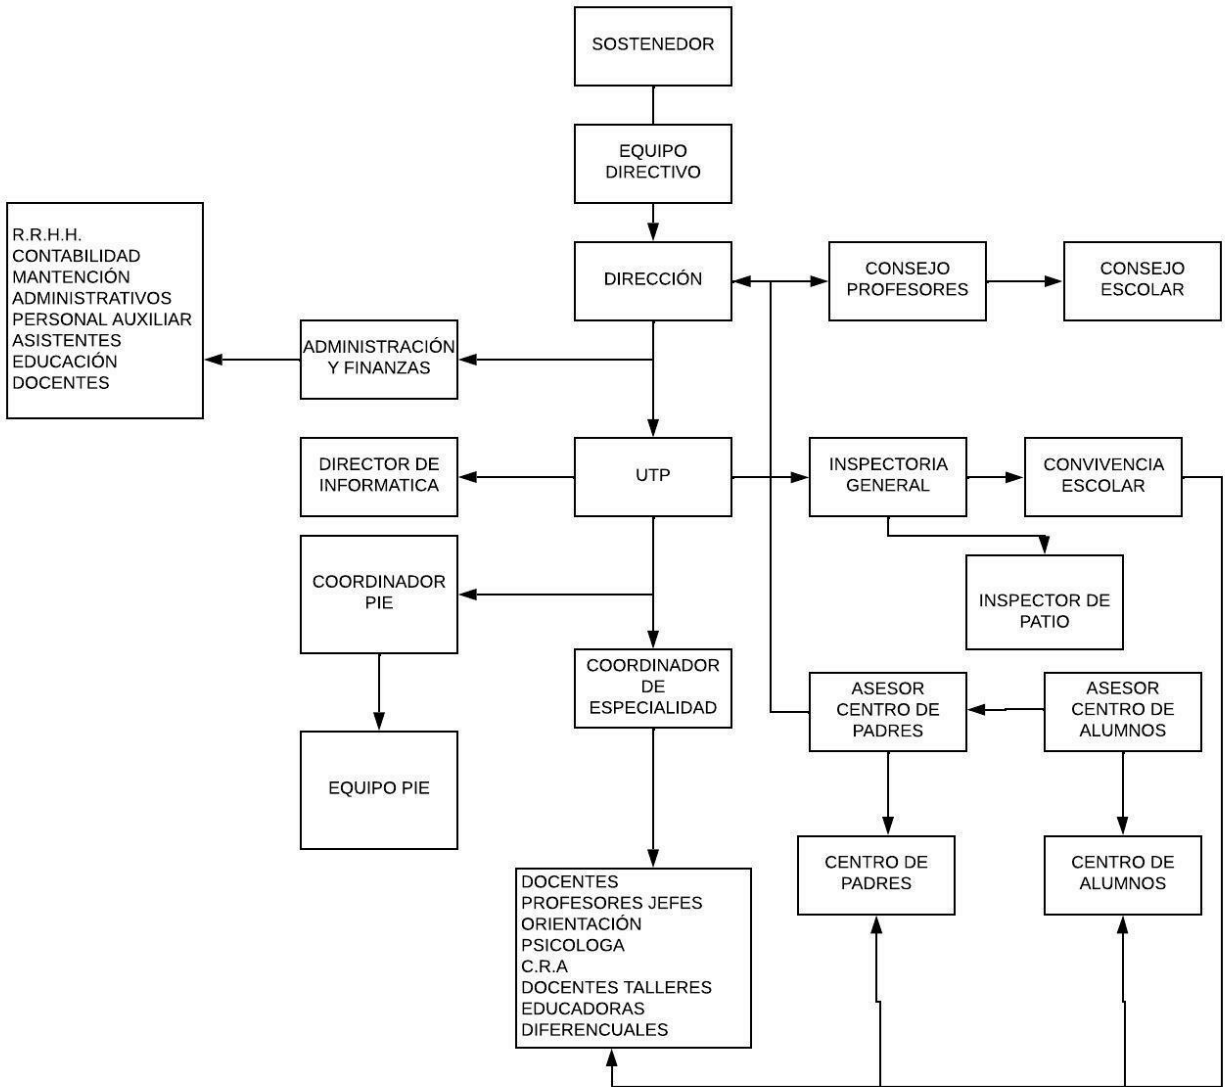 SOSTENEDOR
EQUIPO
DIRECTIVO
R.R.H.H.
CONTABILIDAD
MANTENCIÓN
ADMINISTRATIVOS
PERSONAL AUXILIAR
ASISTENTES
EDUCACIÓN
DOCENTES
DIRECCIÓN
CONSEJO
PROFESORES
CONSEJO
ESCOLAR
ADMINISTRACIÓN
Y FINANZAS
DIRECTOR DE
INFORMATICA
UTP
INSPECTORIA
GENERAL
CONVIVENCIA
ESCOLAR
COORDINADOR
PIE
INSPECTOR DE
PATIO
COORDINADOR
DE
ESPECIALIDAD
ASESOR
CENTRO DE
PADRES
ASESOR
CENTRO DE
ALUMNOS
EQUIPO PIE
CENTRO DE
PADRES
CENTRO DE
ALUMNOS
DOCENTES
PROFESORES JEFES
ORIENTACIÓN
PSICOLOGA
C.R.A
DOCENTES TALLERES
EDUCADORAS
DIFERENCUALES